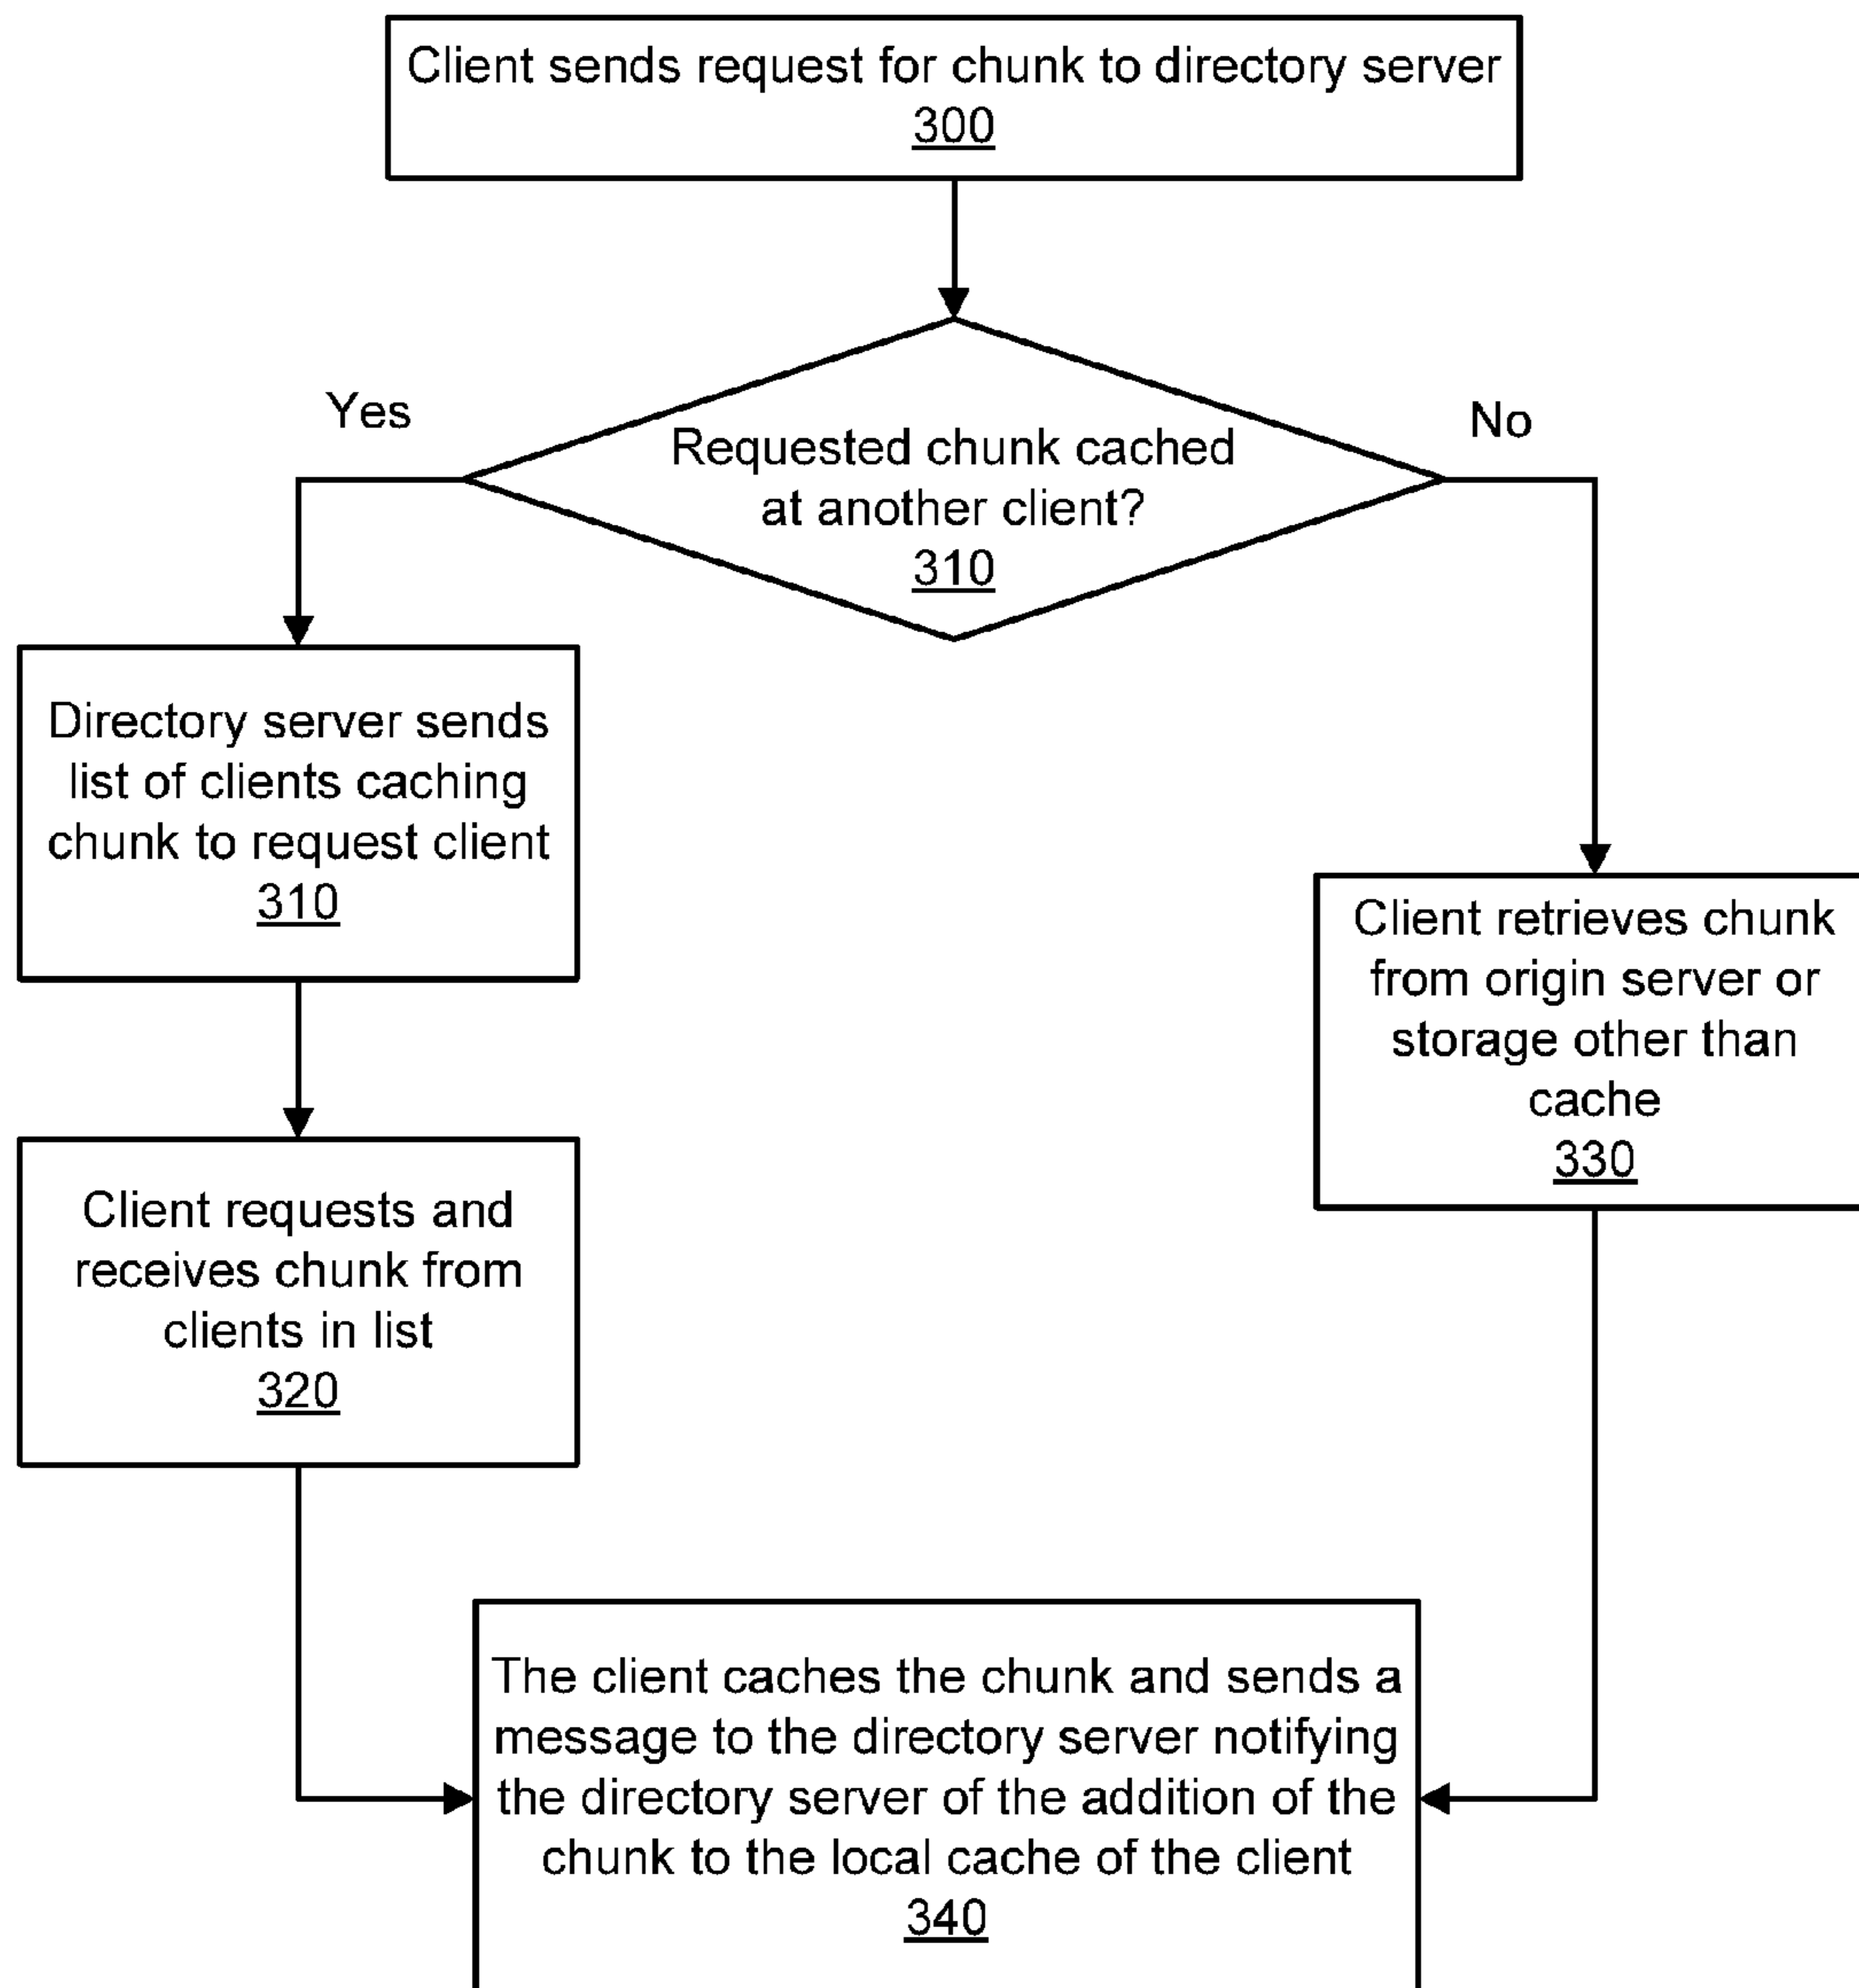 Client sends request for chunk to directory server
300
Yes
No
Requested chunk cached
at another client?
310
Directory server sends
list of clients caching
chunk to request client
310
Client retrieves chunk
from origin server or
storage other than
cache
330
Client requests and
receives chunk from
clients in list
320
The client caches the chunk and sends a
message to the directory server notifying
the directory server of the addition of the
chunk to the local cache of the client
340